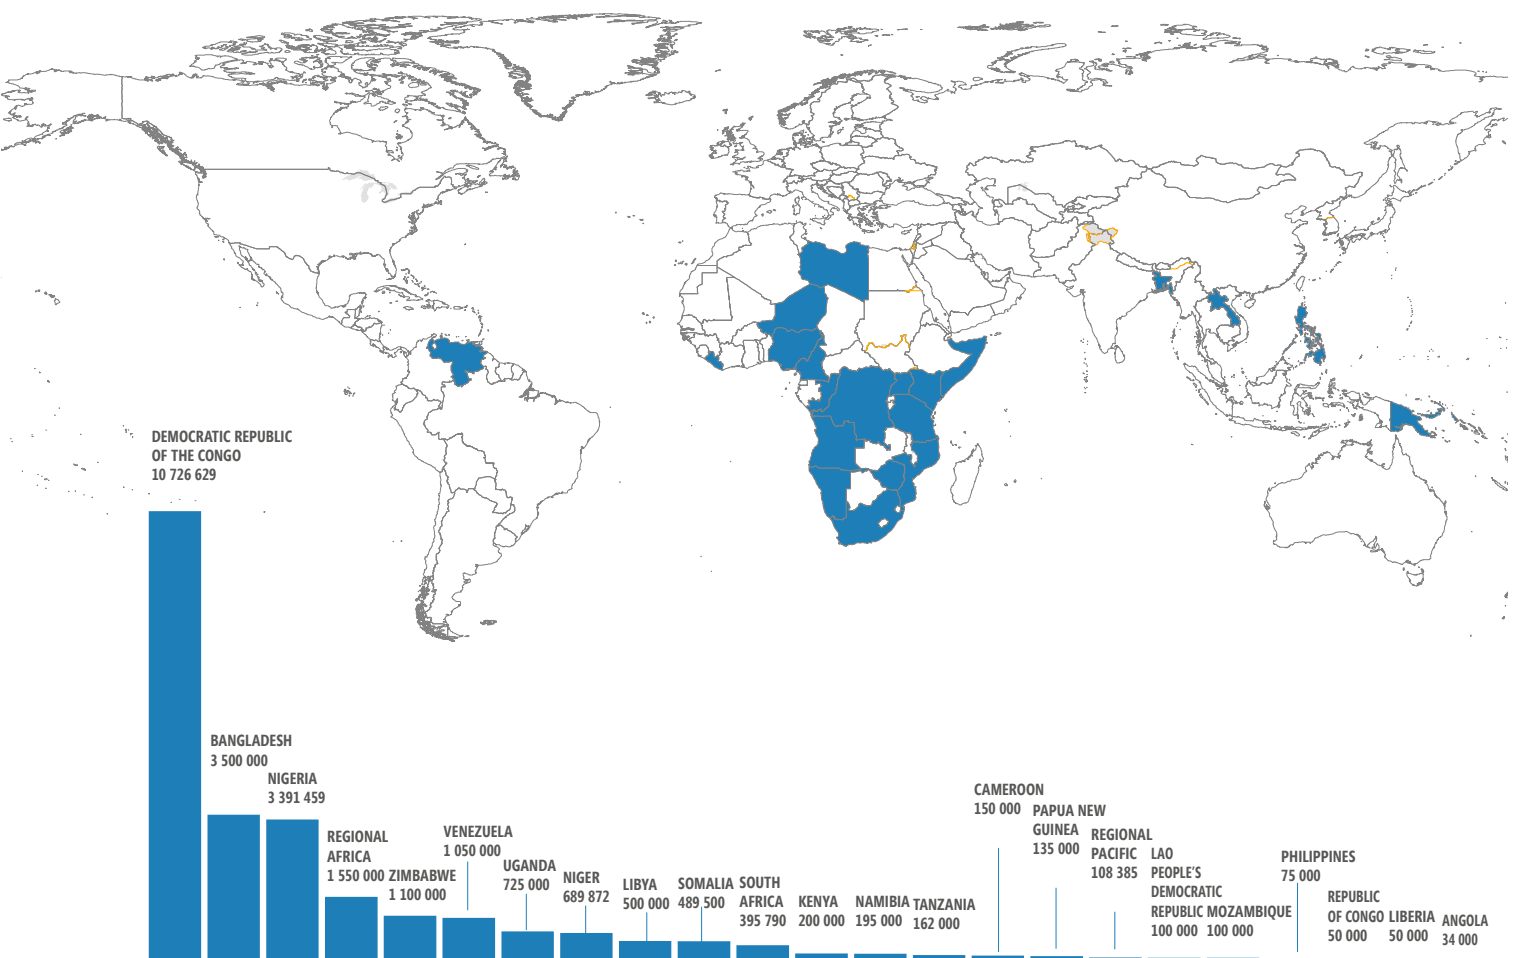 DEMOCRATIC REPUBLIC
OF THE CONGO
10 726 629
BANGLADESH
3 500 000
NIGERIA
3 391 459
REGIONAL
AFRICA
1 550 000
ZIMBABWE
1 100 000
VENEZUELA
1 050 000
UGANDA
725 000
NIGER
689 872
LIBYA
500 000
SOMALIA
489 500
SOUTH
AFRICA
395 790
KENYA
200 000
NAMIBIA
195 000
TANZANIA
162 000
CAMEROON
150 000
PAPUA NEW
GUINEA
135 000
REGIONAL
PACIFIC
108 385
LAO
PEOPLE'S
DEMOCRATIC
REPUBLIC
100 000
MOZAMBIQUE
100 000
PHILIPPINES
75 000
REPUBLIC
OF CONGO
50 000
LIBERIA
50 000
ANGOLA
34 000